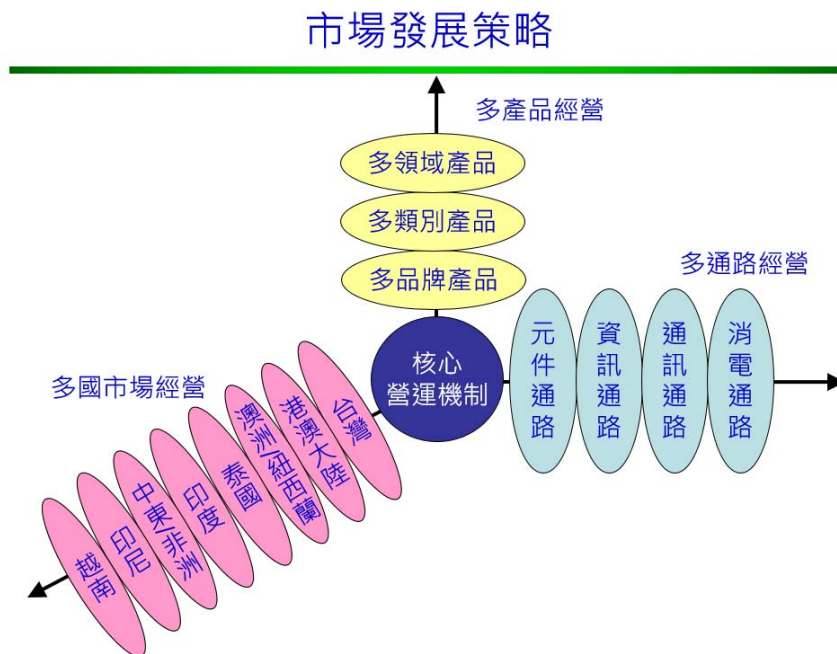 市場發展策略
多產品經營
多領域產品
多類別產品
多品牌產品
多通路經營
元件通路
資訊通路
通訊通路
消電通路
核心
營運機制
多國市場經營
台灣
港澳大陸
澳洲/紐西蘭
泰國
印度
中東/非洲
印尼
越南